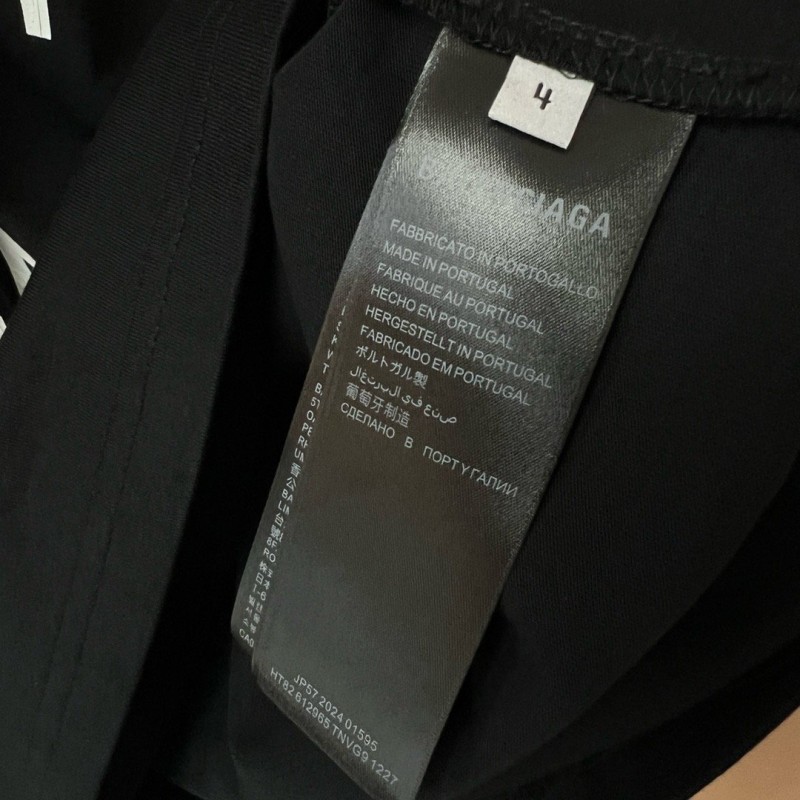 4
BALENCIAGA
FABBRICATO IN PORTOGALLO
MADE IN PORTUGAL
FABRIQUE AU PORTUGAL
HECHO EN PORTUGAL
HERGESTELLT IN PORTUGAL
FABRICADO EM PORTUGAL
ポルトガル製
صنع في البرتغال
葡萄牙制造
СДЕЛАНО В ПОРТУГАЛИИ
JP57 2024 01595
HT82 612965 TNVG9 1227